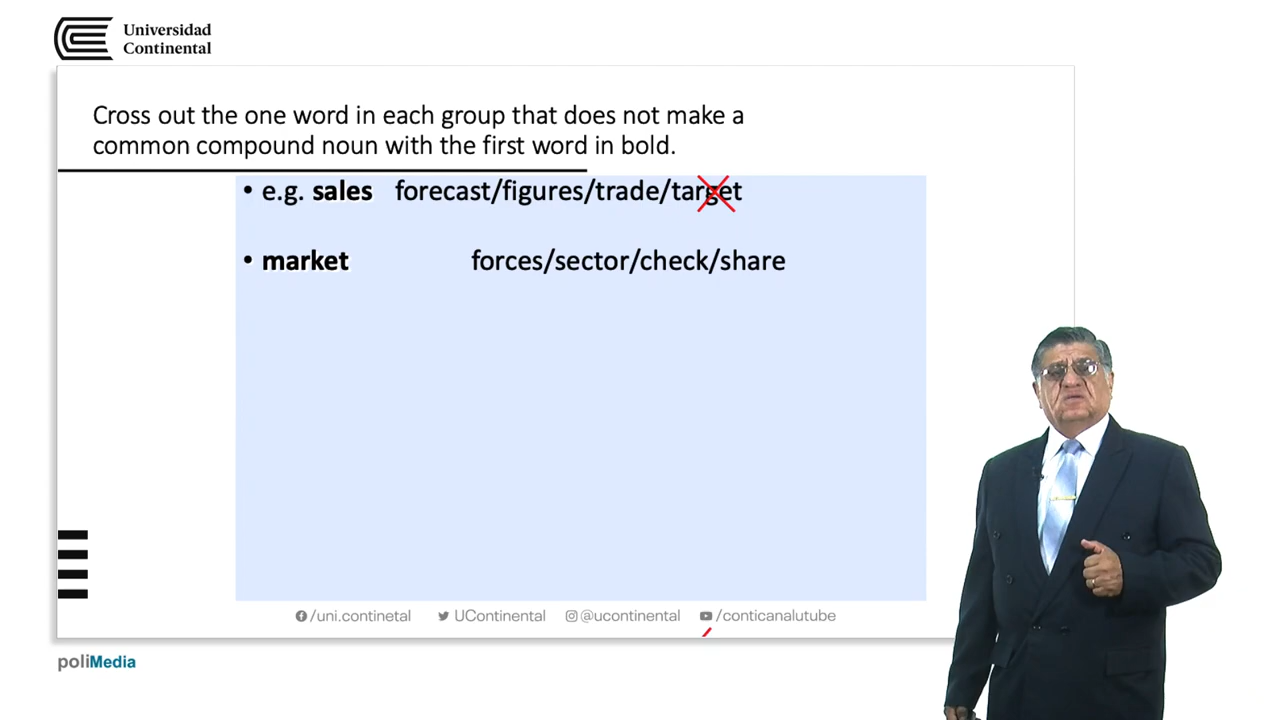 Universidad
Continental
Cross out the one word in each group that does not make a
common compound noun with the first word in bold.
• e.g. sales forecast/figures/trade/target
• market forces/sector/check/share
/uni.continetal UContinental @ucontinental /conticanalutube
poliMedia